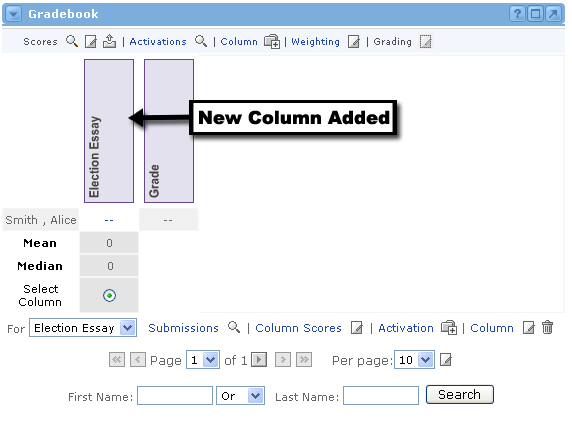 Gradebook
Scores | Activations | Column | Weighting | Grading
Election Essay
Grade
New Column Added
Smith , Alice -- --
Mean 0
Median 0
Select
Column
For Election Essay Submissions | Column Scores | Activation | Column
Page 1 of 1 Per page: 10
First Name: Or Last Name: Search